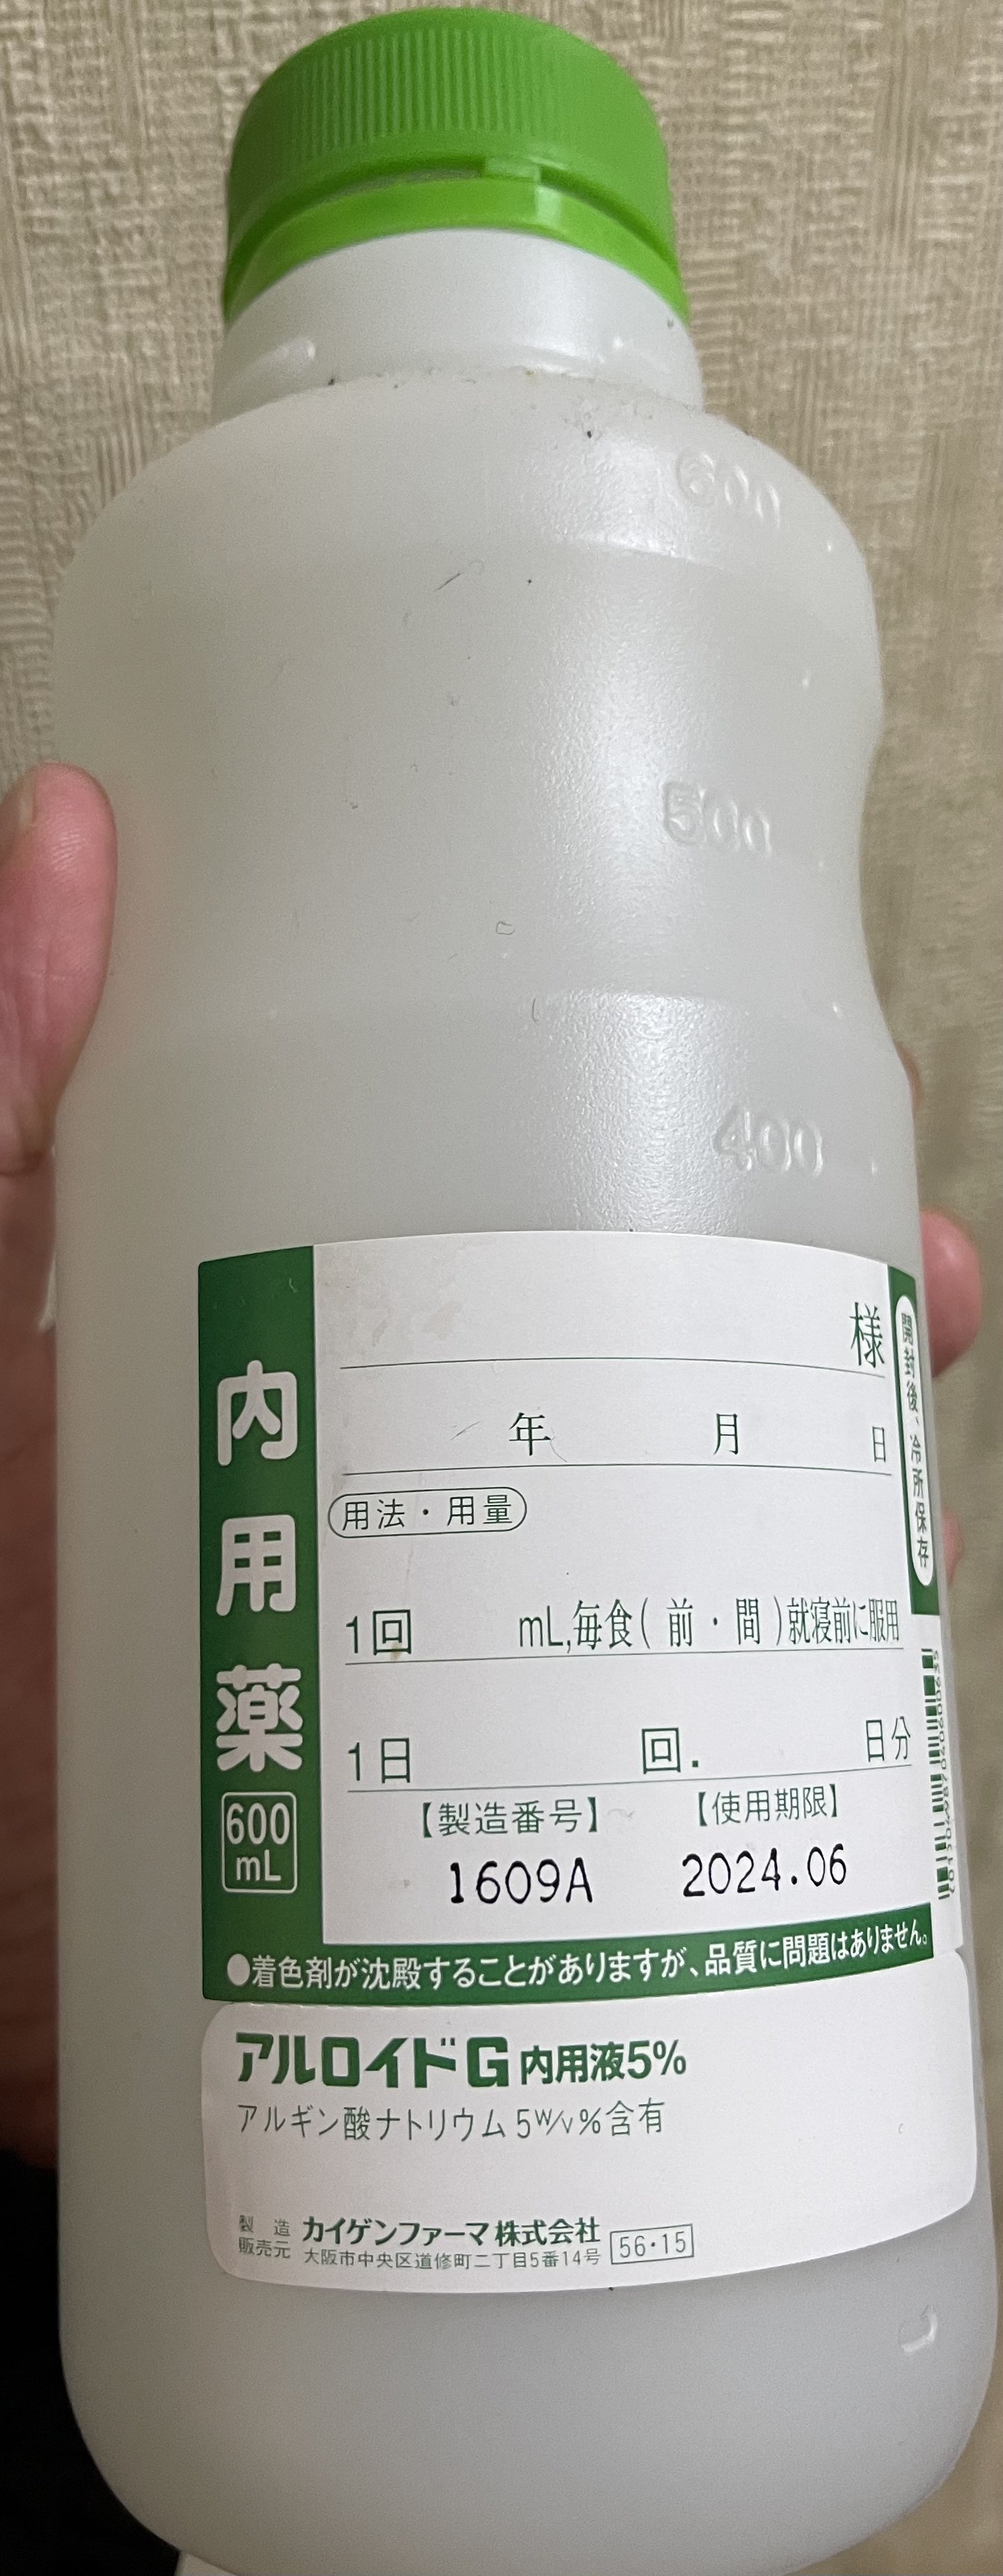 600
500
400
内用薬
600
mL
様
年 月 日
開封後、冷所保存
用法・用量
1回 mL,毎食(前・間)就寝前に服用
1日 回. 日分
【製造番号】 【使用期限】
1609A 2024.06
●着色剤が沈殿することがありますが、品質に問題はありません。
アルロイドG 内用液5%
アルギン酸ナトリウム 5w/v%含有
製造販売元 カイゲンファーマ株式会社
大阪市中央区道修町二丁目5番14号 56・15